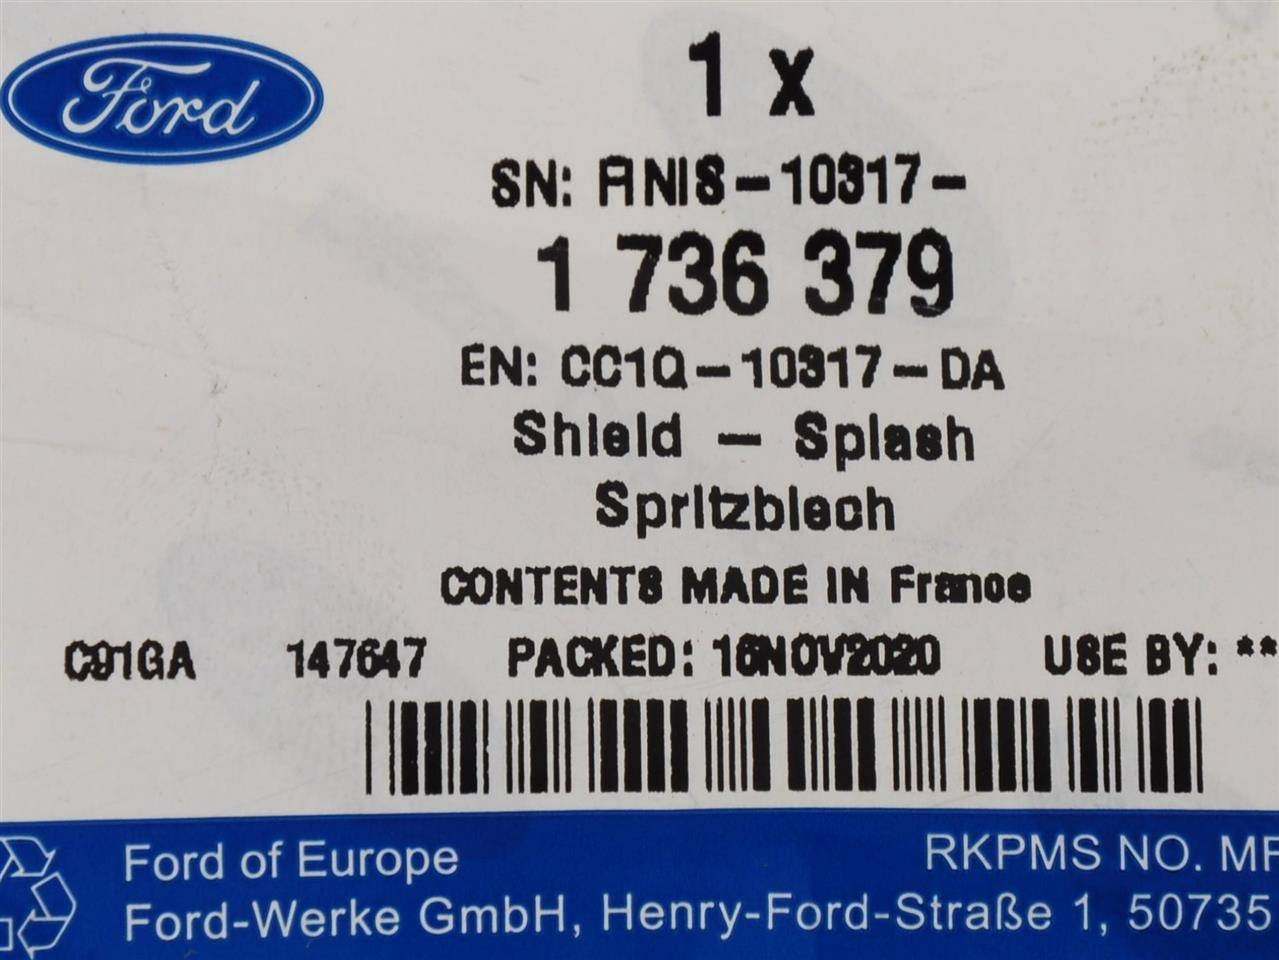 Ford
1 x
SN: FINIS-10317-
1 736 379
EN: CC1Q-10317-DA
Shield - Splash
Spritzblech
CONTENTS MADE IN France
C91GA 147647 PACKED: 16NOV2020 USE BY: **
Ford of Europe RKPMS NO. MF
Ford-Werke GmbH, Henry-Ford-Straße 1, 50735